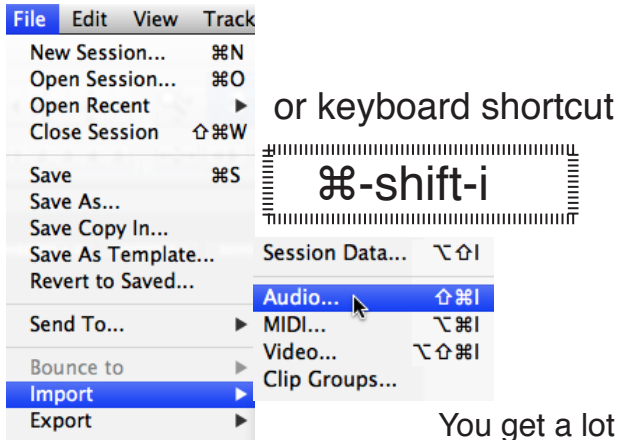 File Edit View Track
New Session... ⌘N
Open Session... ⌘O
Open Recent ▶
Close Session ⇧⌘W
Save ⌘S
Save As...
Save Copy In...
Save As Template...
Revert to Saved...
Send To... ▶
Bounce to ▶
Import ▶
Export ▶
or keyboard shortcut
⌘-shift-i
Session Data... ⌥⇧I
Audio... ⇧⌘I
MIDI... ⌥⌘I
Video... ⌥⇧⌘I
Clip Groups...
You get a lot